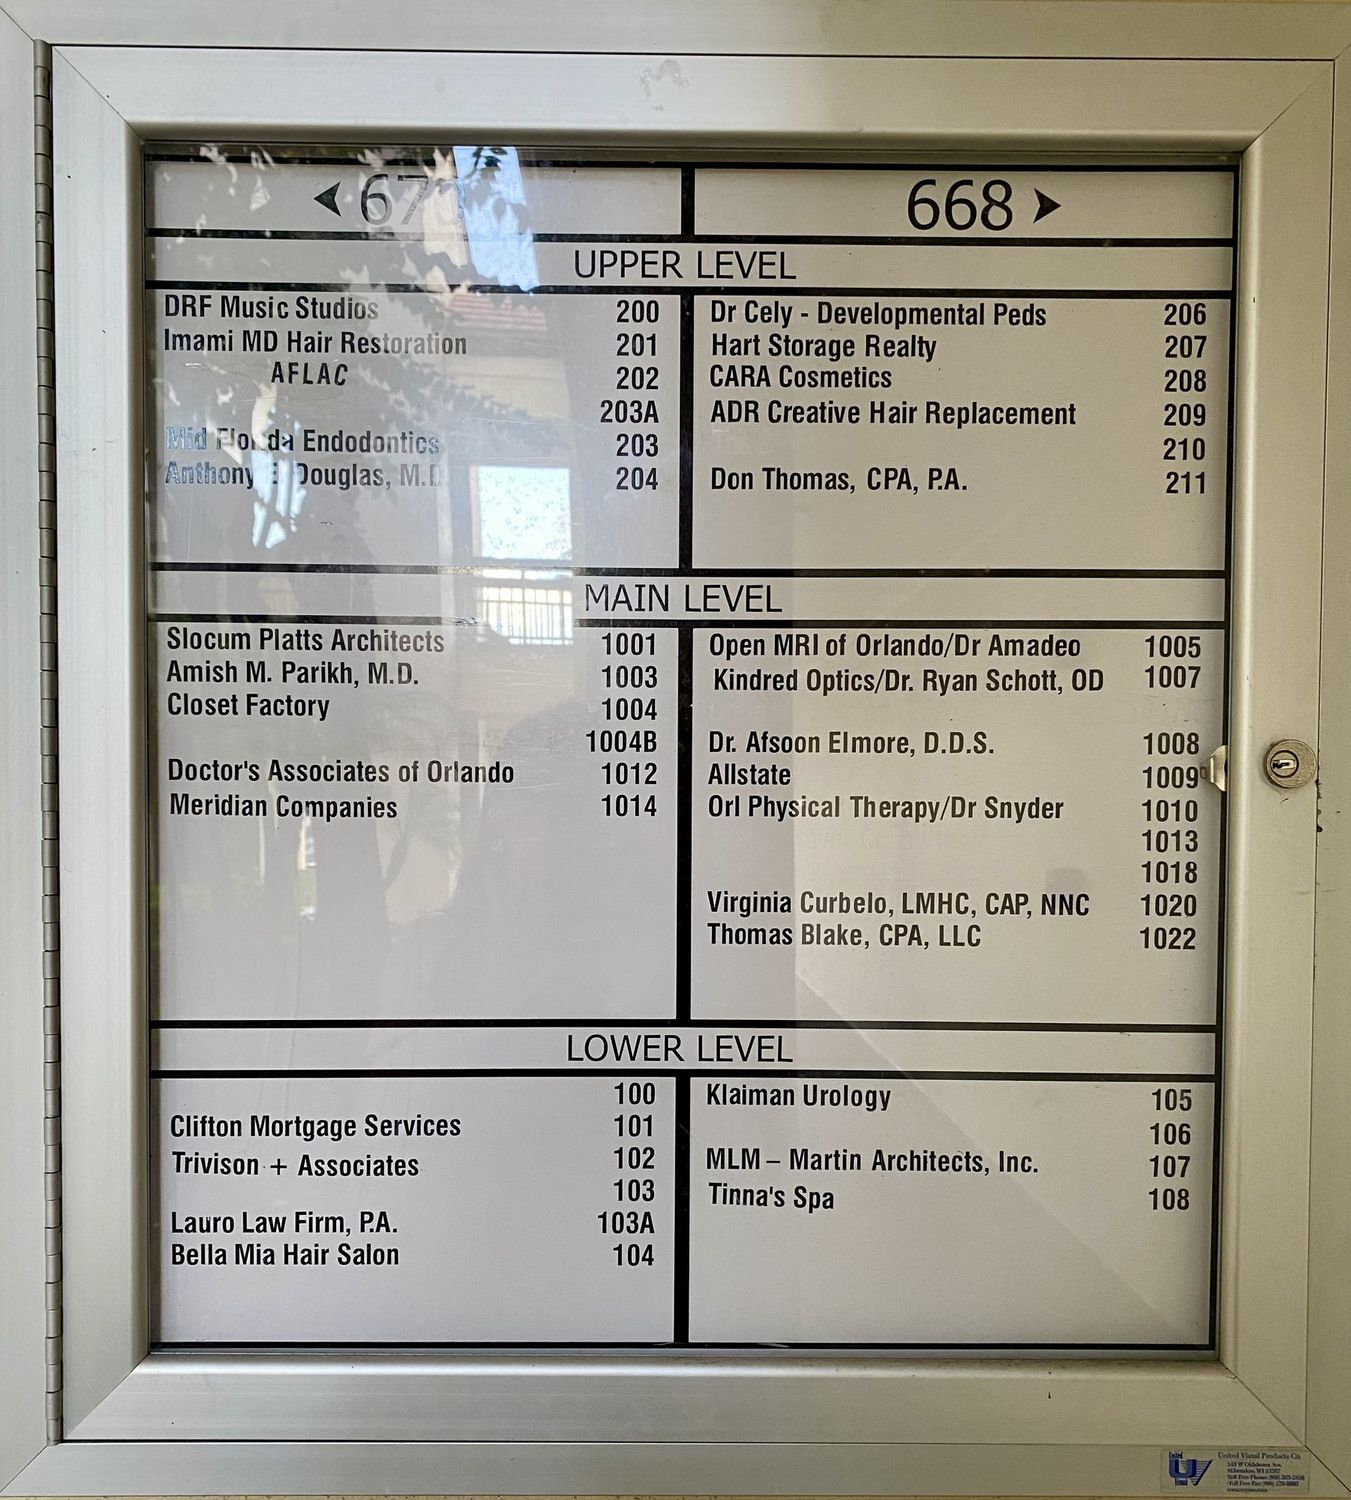 668
UPPER LEVEL
DRF Music Studios 200
Imami MD Hair Restoration 201
AFLAC 202
203A
Mid Florida Endodontics 203
Anthony E Douglas, M.D. 204
Dr Cely - Developmental Peds 206
Hart Storage Realty 207
CARA Cosmetics 208
ADR Creative Hair Replacement 209
210
Don Thomas, CPA, P.A. 211
MAIN LEVEL
Slocum Platts Architects 1001
Amish M. Parikh, M.D. 1003
Closet Factory 1004
1004B
Doctor's Associates of Orlando 1012
Meridian Companies 1014
Open MRI of Orlando/Dr Amadeo 1005
Kindred Optics/Dr. Ryan Schott, OD 1007
Dr. Afsoon Elmore, D.D.S. 1008
Allstate 1009
Orl Physical Therapy/Dr Snyder 1010
1013
1018
Virginia Curbelo, LMHC, CAP, NNC 1020
Thomas Blake, CPA, LLC 1022
LOWER LEVEL
100
Clifton Mortgage Services 101
Trivison + Associates 102
103
Lauro Law Firm, P.A. 103A
Bella Mia Hair Salon 104
Klaiman Urology 105
106
MLM – Martin Architects, Inc. 107
Tinna's Spa 108
United Visual Products Co.